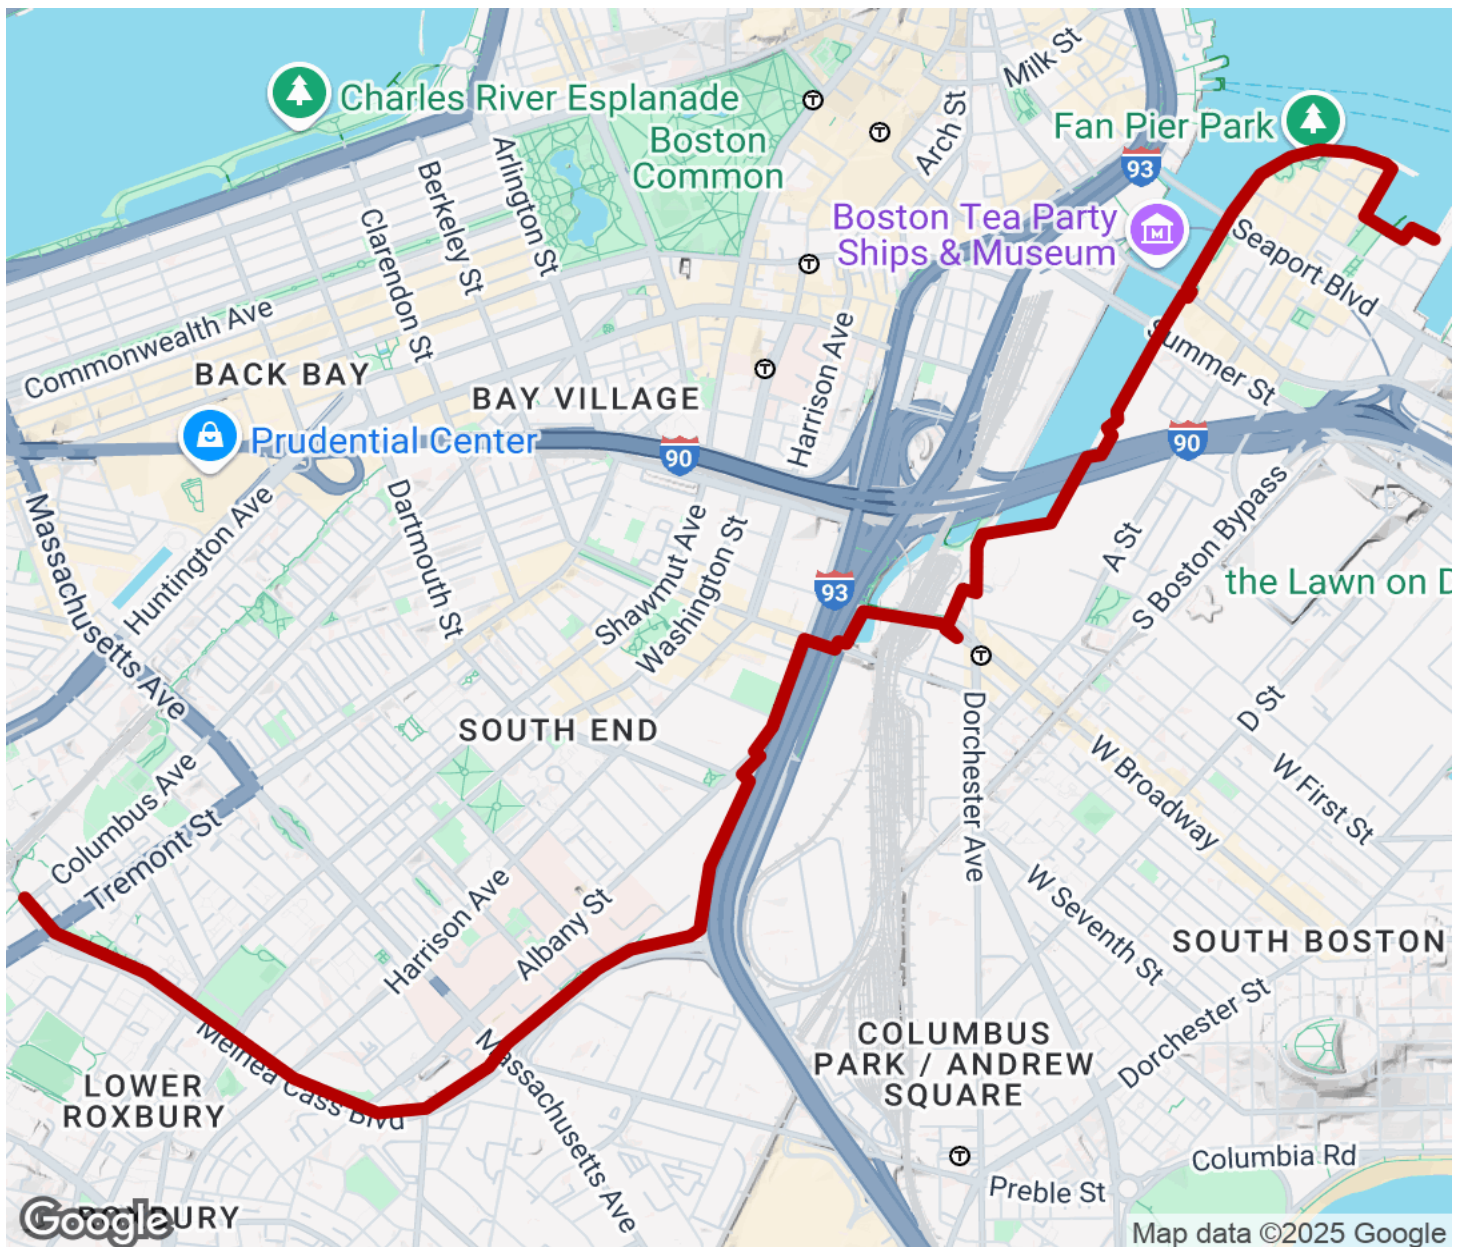 Milk St
Charles River Esplanade
Boston
Common
Arch St
Fan Pier Park
93
Arlington St
Berkeley St
Clarendon St
Boston Tea Party
Ships & Museum
M
Seaport Blvd
Commonwealth Ave
Harrison Ave
Summer St
BACK BAY
BAY VILLAGE
Prudential Center
90
90
Massachusetts Ave
Huntington Ave
Dartmouth St
Shawmut Ave
Washington St
93
A St
S Boston Bypass
the Lawn on D
T
T
T
T
T
SOUTH END
Dorchester Ave
D St
W Broadway
W First St
Columbus Ave
Tremont St
Harrison Ave
Albany St
W Seventh St
SOUTH BOSTON
Dorchester St
Melnea Cass Blvd
Massachusetts Ave
COLUMBUS
PARK / ANDREW
SQUARE
LOWER
ROXBURY
T
Columbia Rd
Preble St
Google
Map data ©2025 Google